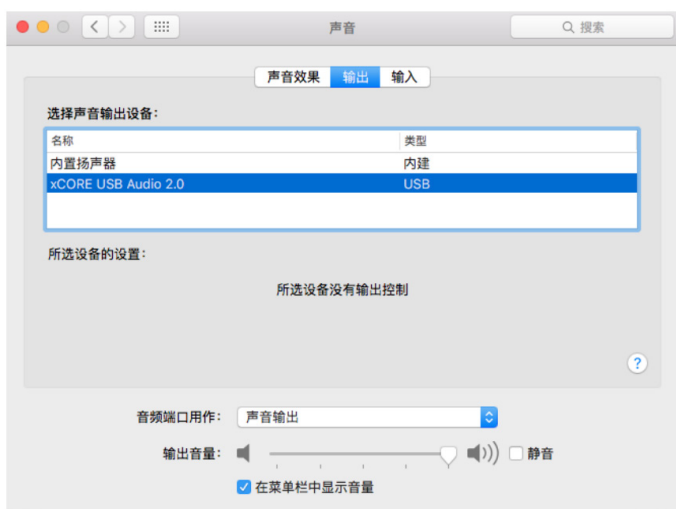 声音
搜索
声音效果 输出 输入
选择声音输出设备：
名称 类型
内置扬声器 内建
xCORE USB Audio 2.0 USB
所选设备的设置：
所选设备没有输出控制
?
音频端口用作： 声音输出
输出音量： 静音
在菜单栏中显示音量